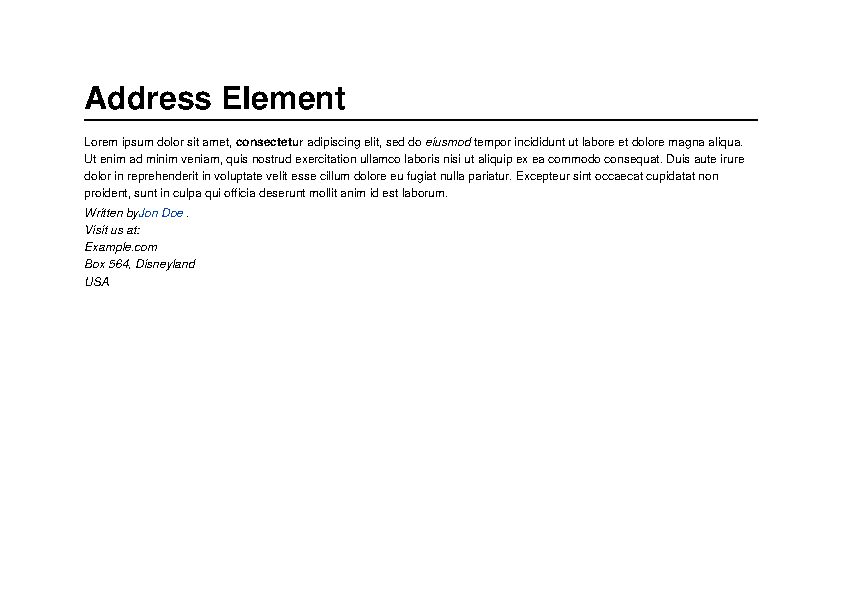 Address Element
Lorem ipsum dolor sit amet, consectetur adipiscing elit, sed do eiusmod tempor incididunt ut labore et dolore magna aliqua.
Ut enim ad minim veniam, quis nostrud exercitation ullamco laboris nisi ut aliquip ex ea commodo consequat. Duis aute irure
dolor in reprehenderit in voluptate velit esse cillum dolore eu fugiat nulla pariatur. Excepteur sint occaecat cupidatat non
proident, sunt in culpa qui officia deserunt mollit anim id est laborum.
Written byJon Doe .
Visit us at:
Example.com
Box 564, Disneyland
USA